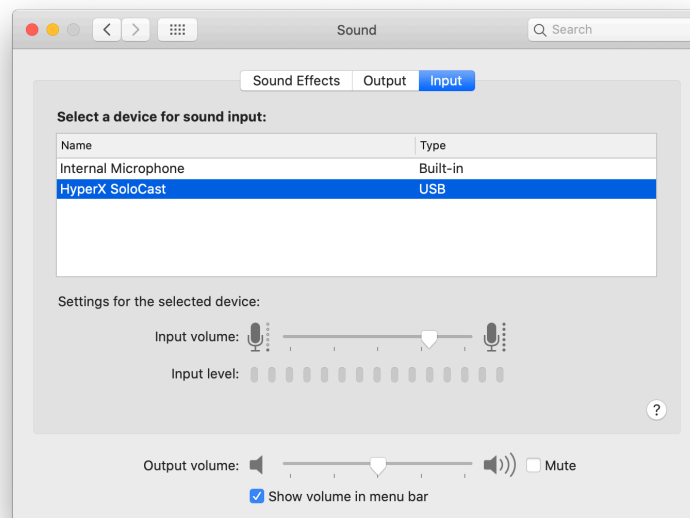 Sound
Search
Sound Effects Output Input
Select a device for sound input:
Name Type
Internal Microphone Built-in
HyperX SoloCast USB
Settings for the selected device:
Input volume:
Input level:
?
Output volume: Mute
Show volume in menu bar